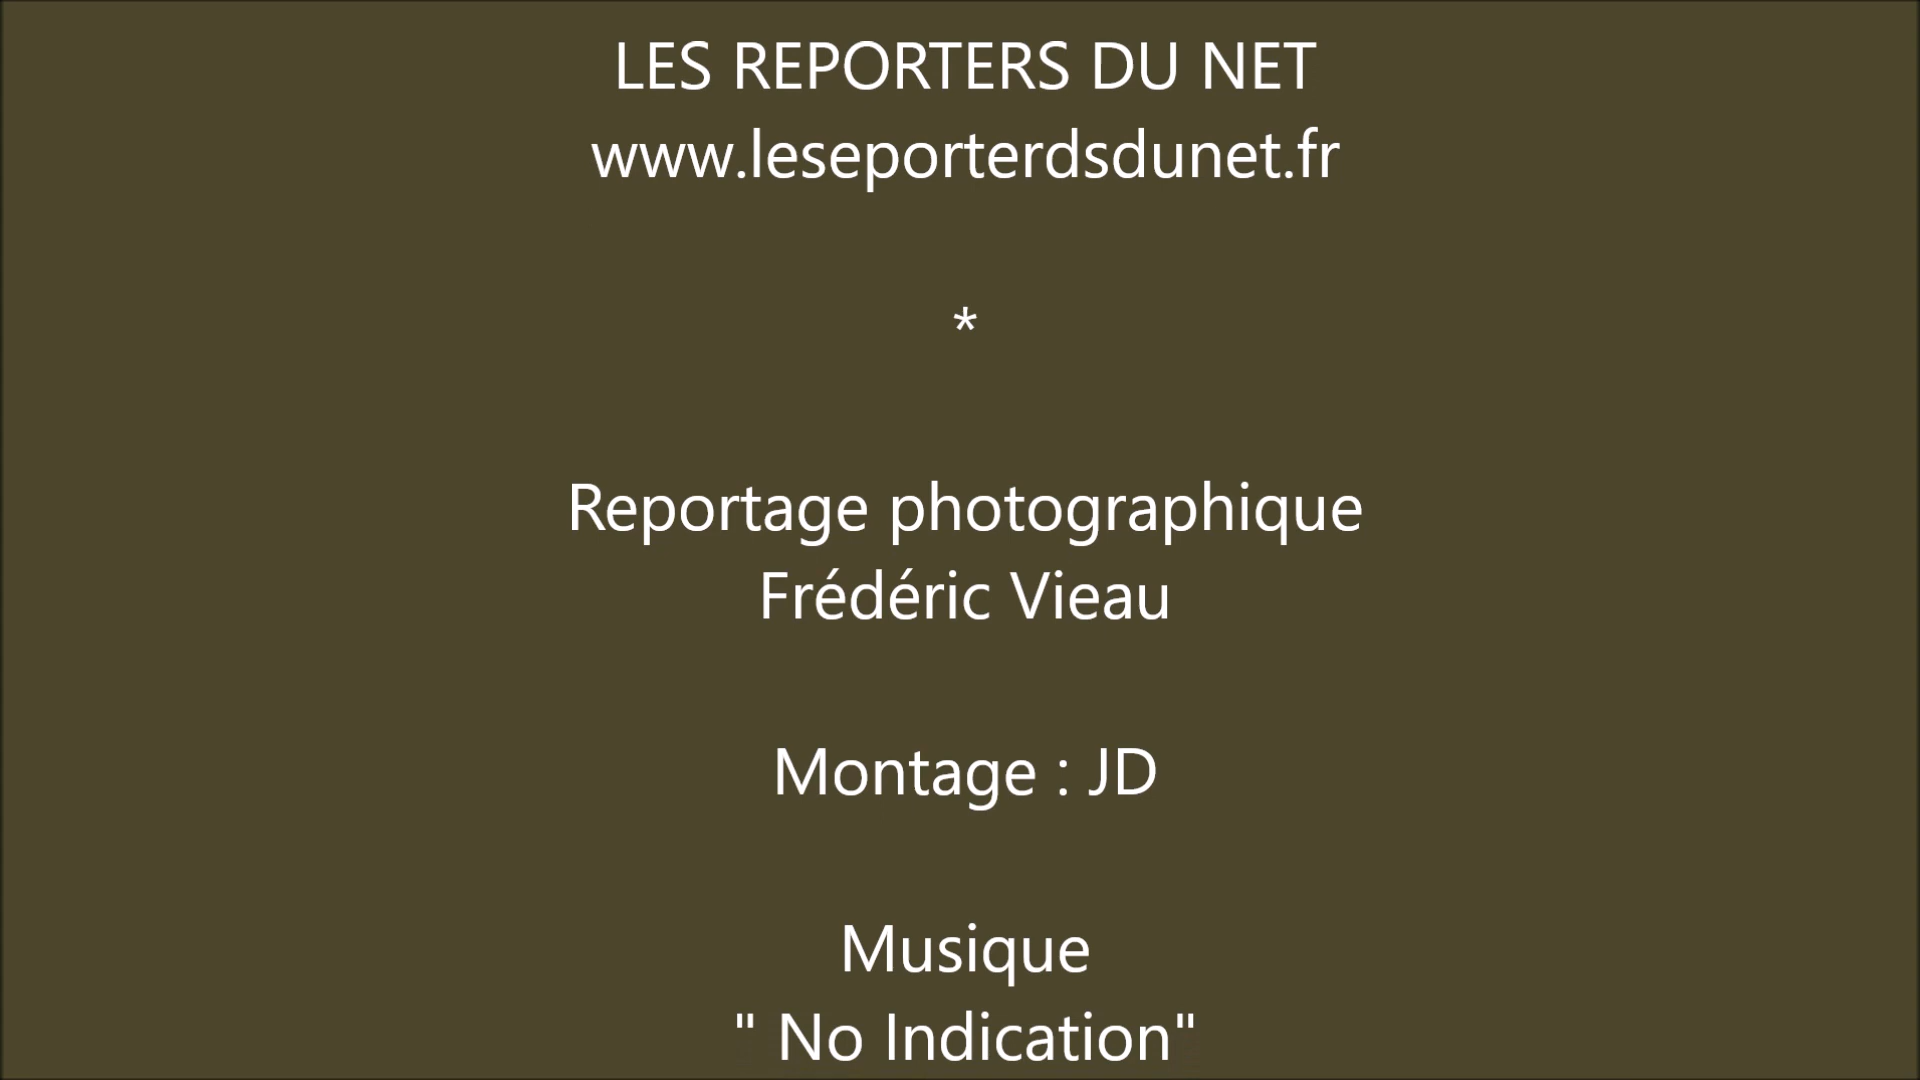 LES REPORTERS DU NET
www.leseporterdsdunet.fr
*
Reportage photographique
Frédéric Vieau
Montage : JD
Musique
" No Indication"